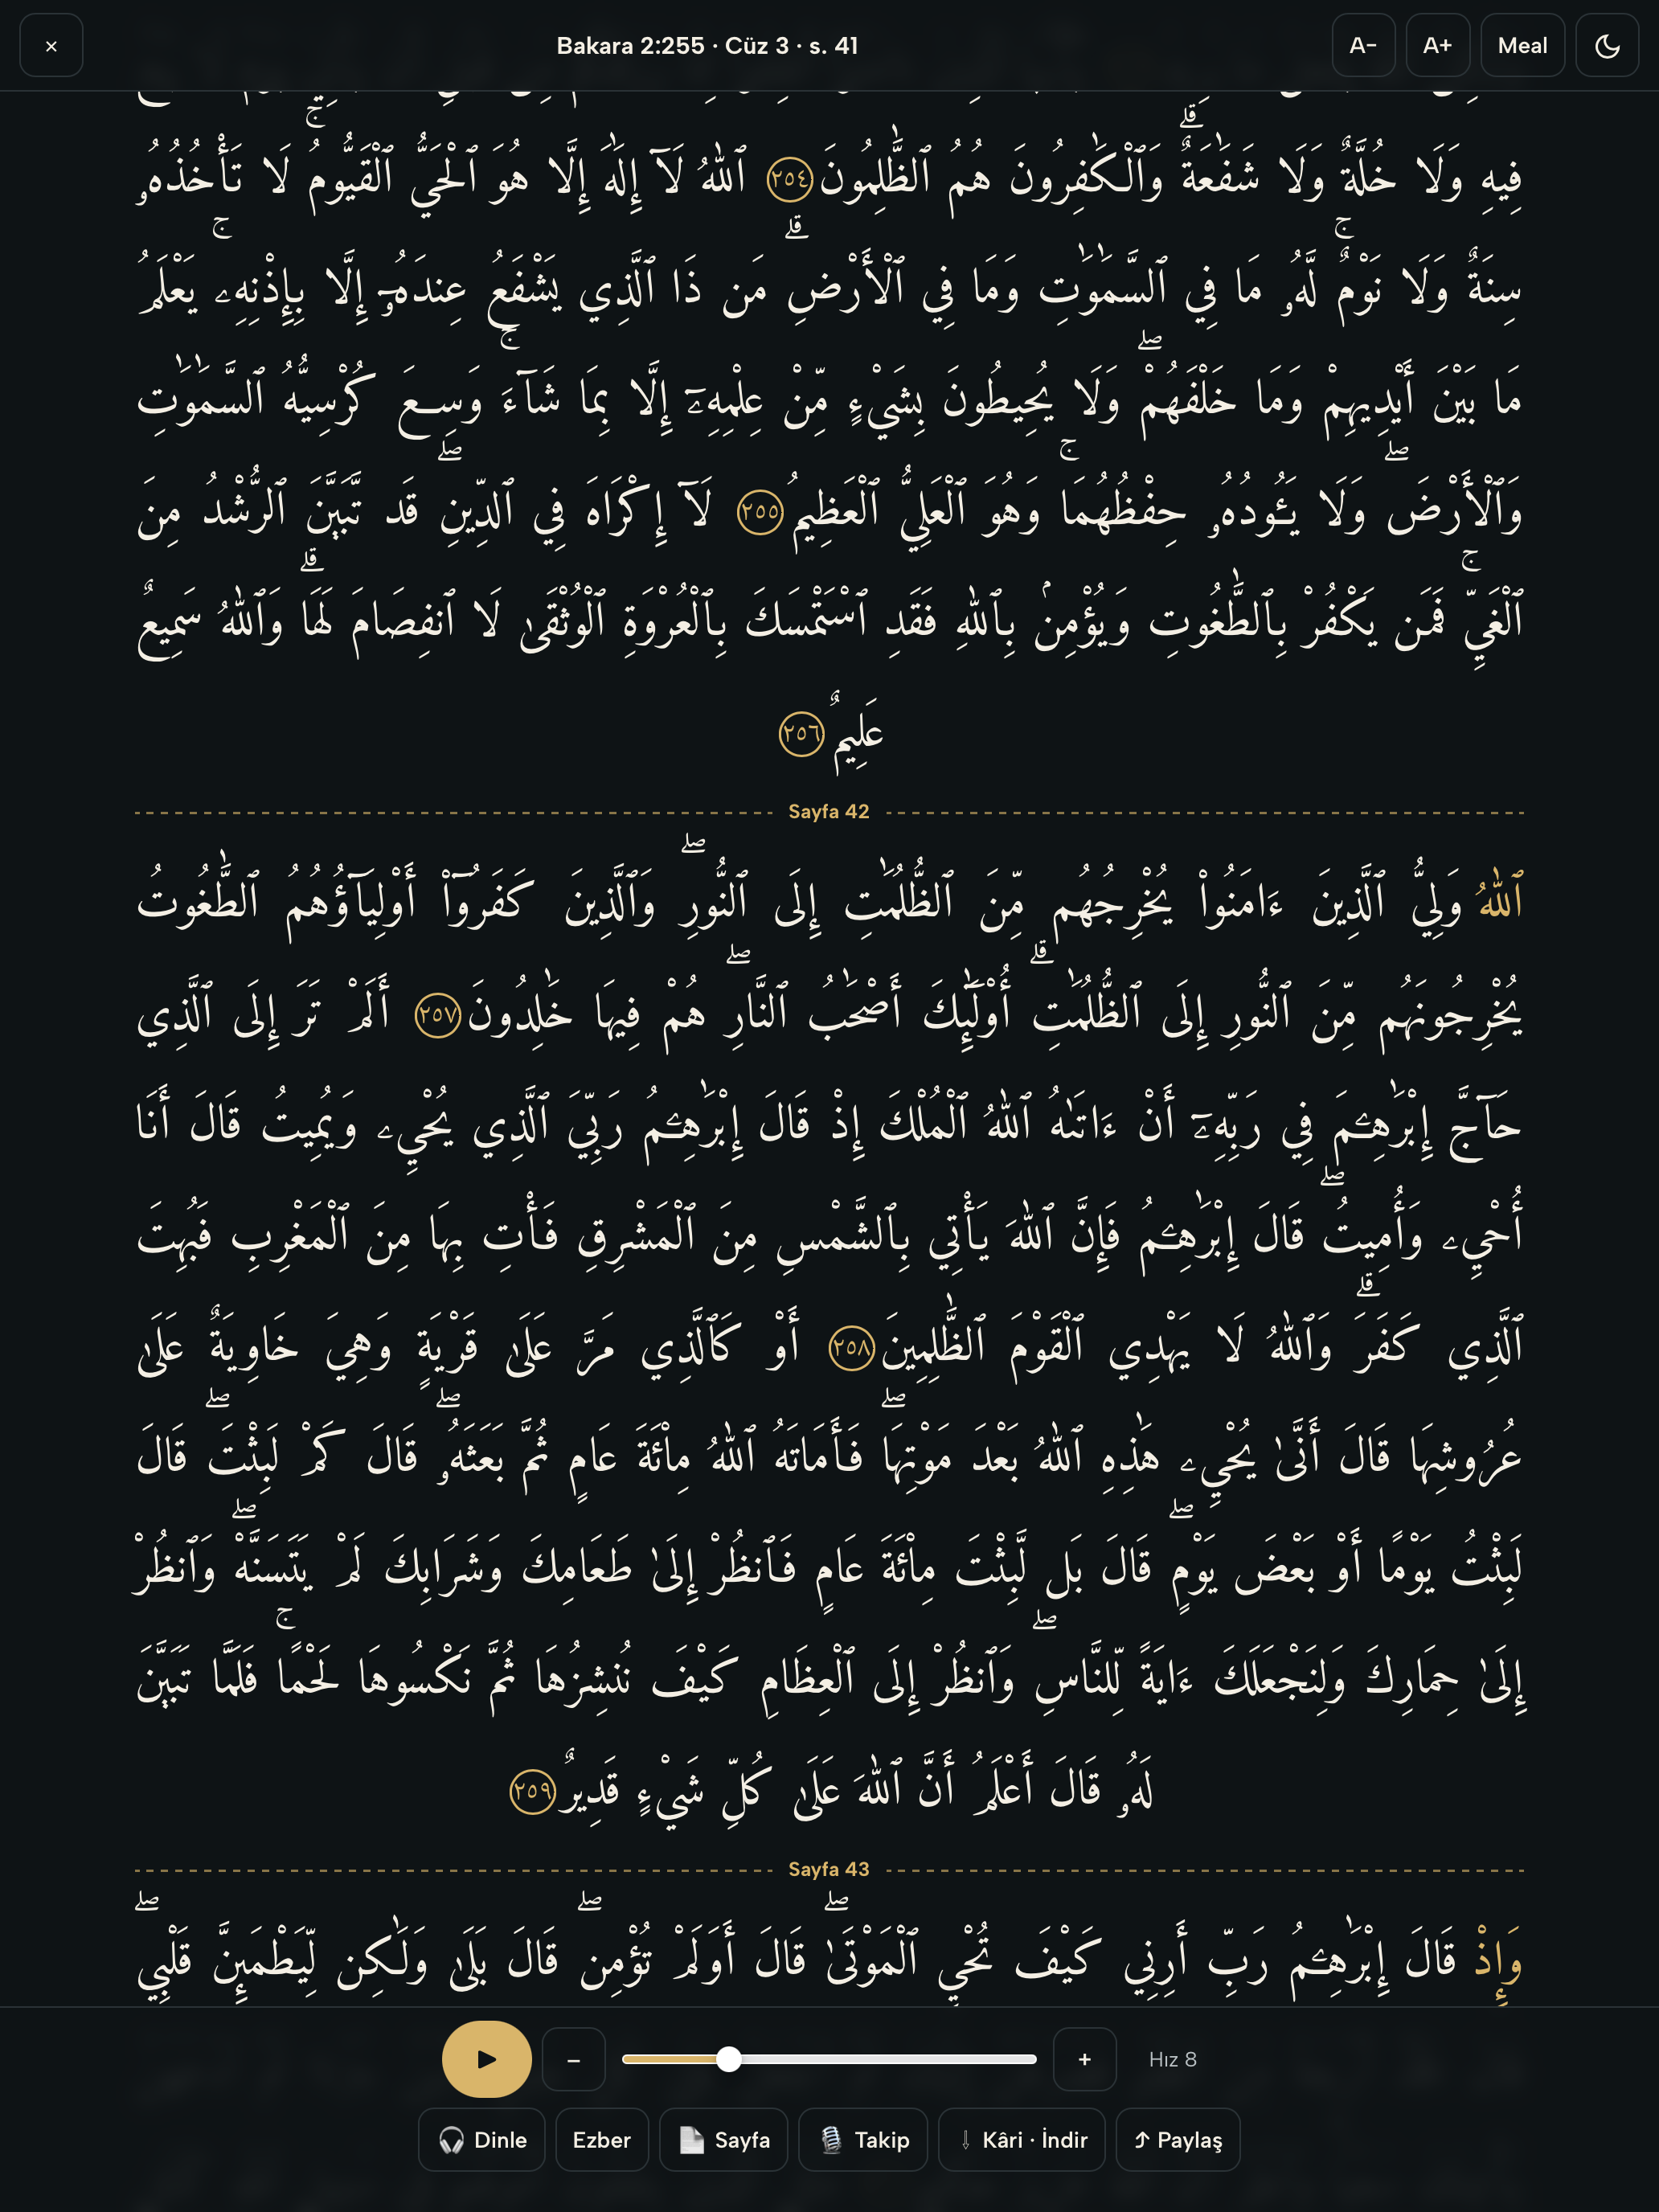 ×
Bakara 2:255 · Cüz 3 · s. 41
A−
A+
Meal
فِيهِ وَلَا خُلَّةٌۭ وَلَا شَفَـٰعَةٌۭ ۗ وَٱلْكَـٰفِرُونَ هُمُ ٱلظَّـٰلِمُونَ ٢٥٤ ٱللَّهُ لَآ إِلَـٰهَ إِلَّا هُوَ ٱلْحَىُّ ٱلْقَيُّومُ ۚ لَا تَأْخُذُهُۥ
سِنَةٌۭ وَلَا نَوْمٌۭ ۚ لَّهُۥ مَا فِي ٱلسَّمَـٰوَٰتِ وَمَا فِي ٱلْأَرْضِ ۗ مَن ذَا ٱلَّذِي يَشْفَعُ عِندَهُۥٓ إِلَّا بِإِذْنِهِۦ ۚ يَعْلَمُ
مَا بَيْنَ أَيْدِيهِمْ وَمَا خَلْفَهُمْ ۖ وَلَا يُحِيطُونَ بِشَيْءٍۢ مِّنْ عِلْمِهِۦٓ إِلَّا بِمَا شَآءَ ۚ وَسِعَ كُرْسِيُّهُ ٱلسَّمَـٰوَٰتِ
وَٱلْأَرْضَ ۖ وَلَا يَـُٔودُهُۥ حِفْظُهُمَا ۚ وَهُوَ ٱلْعَلِيُّ ٱلْعَظِيمُ ٢٥٥ لَآ إِكْرَاهَ فِي ٱلدِّينِ ۖ قَد تَّبَيَّنَ ٱلرُّشْدُ مِنَ
ٱلْغَيِّ ۚ فَمَن يَكْفُرْ بِٱلطَّـٰغُوتِ وَيُؤْمِنۢ بِٱللَّهِ فَقَدِ ٱسْتَمْسَكَ بِٱلْعُرْوَةِ ٱلْوُثْقَىٰ لَا ٱنفِصَامَ لَهَا ۗ وَٱللَّهُ سَمِيعٌ
عَلِيمٌ ٢٥٦
Sayfa 42
ٱللَّهُ وَلِيُّ ٱلَّذِينَ ءَامَنُوا۟ يُخْرِجُهُم مِّنَ ٱلظُّلُمَـٰتِ إِلَى ٱلنُّورِ ۖ وَٱلَّذِينَ كَفَرُوٓا۟ أَوْلِيَآؤُهُمُ ٱلطَّـٰغُوتُ
يُخْرِجُونَهُم مِّنَ ٱلنُّورِ إِلَى ٱلظُّلُمَـٰتِ ۗ أُو۟لَـٰٓئِكَ أَصْحَـٰبُ ٱلنَّارِ ۖ هُمْ فِيهَا خَـٰلِدُونَ ٢٥٧ أَلَمْ تَرَ إِلَى ٱلَّذِي
حَآجَّ إِبْرَٰهِـۧمَ فِي رَبِّهِۦٓ أَنْ ءَاتَىٰهُ ٱللَّهُ ٱلْمُلْكَ إِذْ قَالَ إِبْرَٰهِـۧمُ رَبِّيَ ٱلَّذِي يُحْيِۦ وَيُمِيتُ قَالَ أَنَا
أُحْيِۦ وَأُمِيتُ ۖ قَالَ إِبْرَٰهِـۧمُ فَإِنَّ ٱللَّهَ يَأْتِي بِٱلشَّمْسِ مِنَ ٱلْمَشْرِقِ فَأْتِ بِهَا مِنَ ٱلْمَغْرِبِ فَبُهِتَ
ٱلَّذِي كَفَرَ ۗ وَٱللَّهُ لَا يَهْدِي ٱلْقَوْمَ ٱلظَّـٰلِمِينَ ٢٥٨ أَوْ كَٱلَّذِي مَرَّ عَلَىٰ قَرْيَةٍۢ وَهِيَ خَاوِيَةٌ عَلَىٰ
عُرُوشِهَا قَالَ أَنَّىٰ يُحْيِۦ هَـٰذِهِ ٱللَّهُ بَعْدَ مَوْتِهَا ۖ فَأَمَاتَهُ ٱللَّهُ مِا۟ئَةَ عَامٍۢ ثُمَّ بَعَثَهُۥ ۖ قَالَ كَمْ لَبِثْتَ ۖ قَالَ
لَبِثْتُ يَوْمًا أَوْ بَعْضَ يَوْمٍۢ ۖ قَالَ بَل لَّبِثْتَ مِا۟ئَةَ عَامٍۢ فَٱنظُرْ إِلَىٰ طَعَامِكَ وَشَرَابِكَ لَمْ يَتَسَنَّهْ ۖ وَٱنظُرْ
إِلَىٰ حِمَارِكَ وَلِنَجْعَلَكَ ءَايَةًۭ لِّلنَّاسِ ۖ وَٱنظُرْ إِلَى ٱلْعِظَامِ كَيْفَ نُنشِزُهَا ثُمَّ نَكْسُوهَا لَحْمًۭا ۚ فَلَمَّا تَبَيَّنَ
لَهُۥ قَالَ أَعْلَمُ أَنَّ ٱللَّهَ عَلَىٰ كُلِّ شَيْءٍۢ قَدِيرٌۭ ٢٥٩
Sayfa 43
وَإِذْ قَالَ إِبْرَٰهِـۧمُ رَبِّ أَرِنِي كَيْفَ تُحْيِ ٱلْمَوْتَىٰ ۖ قَالَ أَوَلَمْ تُؤْمِن ۖ قَالَ بَلَىٰ وَلَـٰكِن لِّيَطْمَئِنَّ قَلْبِي ۖ
−
+
Hız 8
Dinle
Ezber
Sayfa
Takip
Kâri · İndir
Paylaş